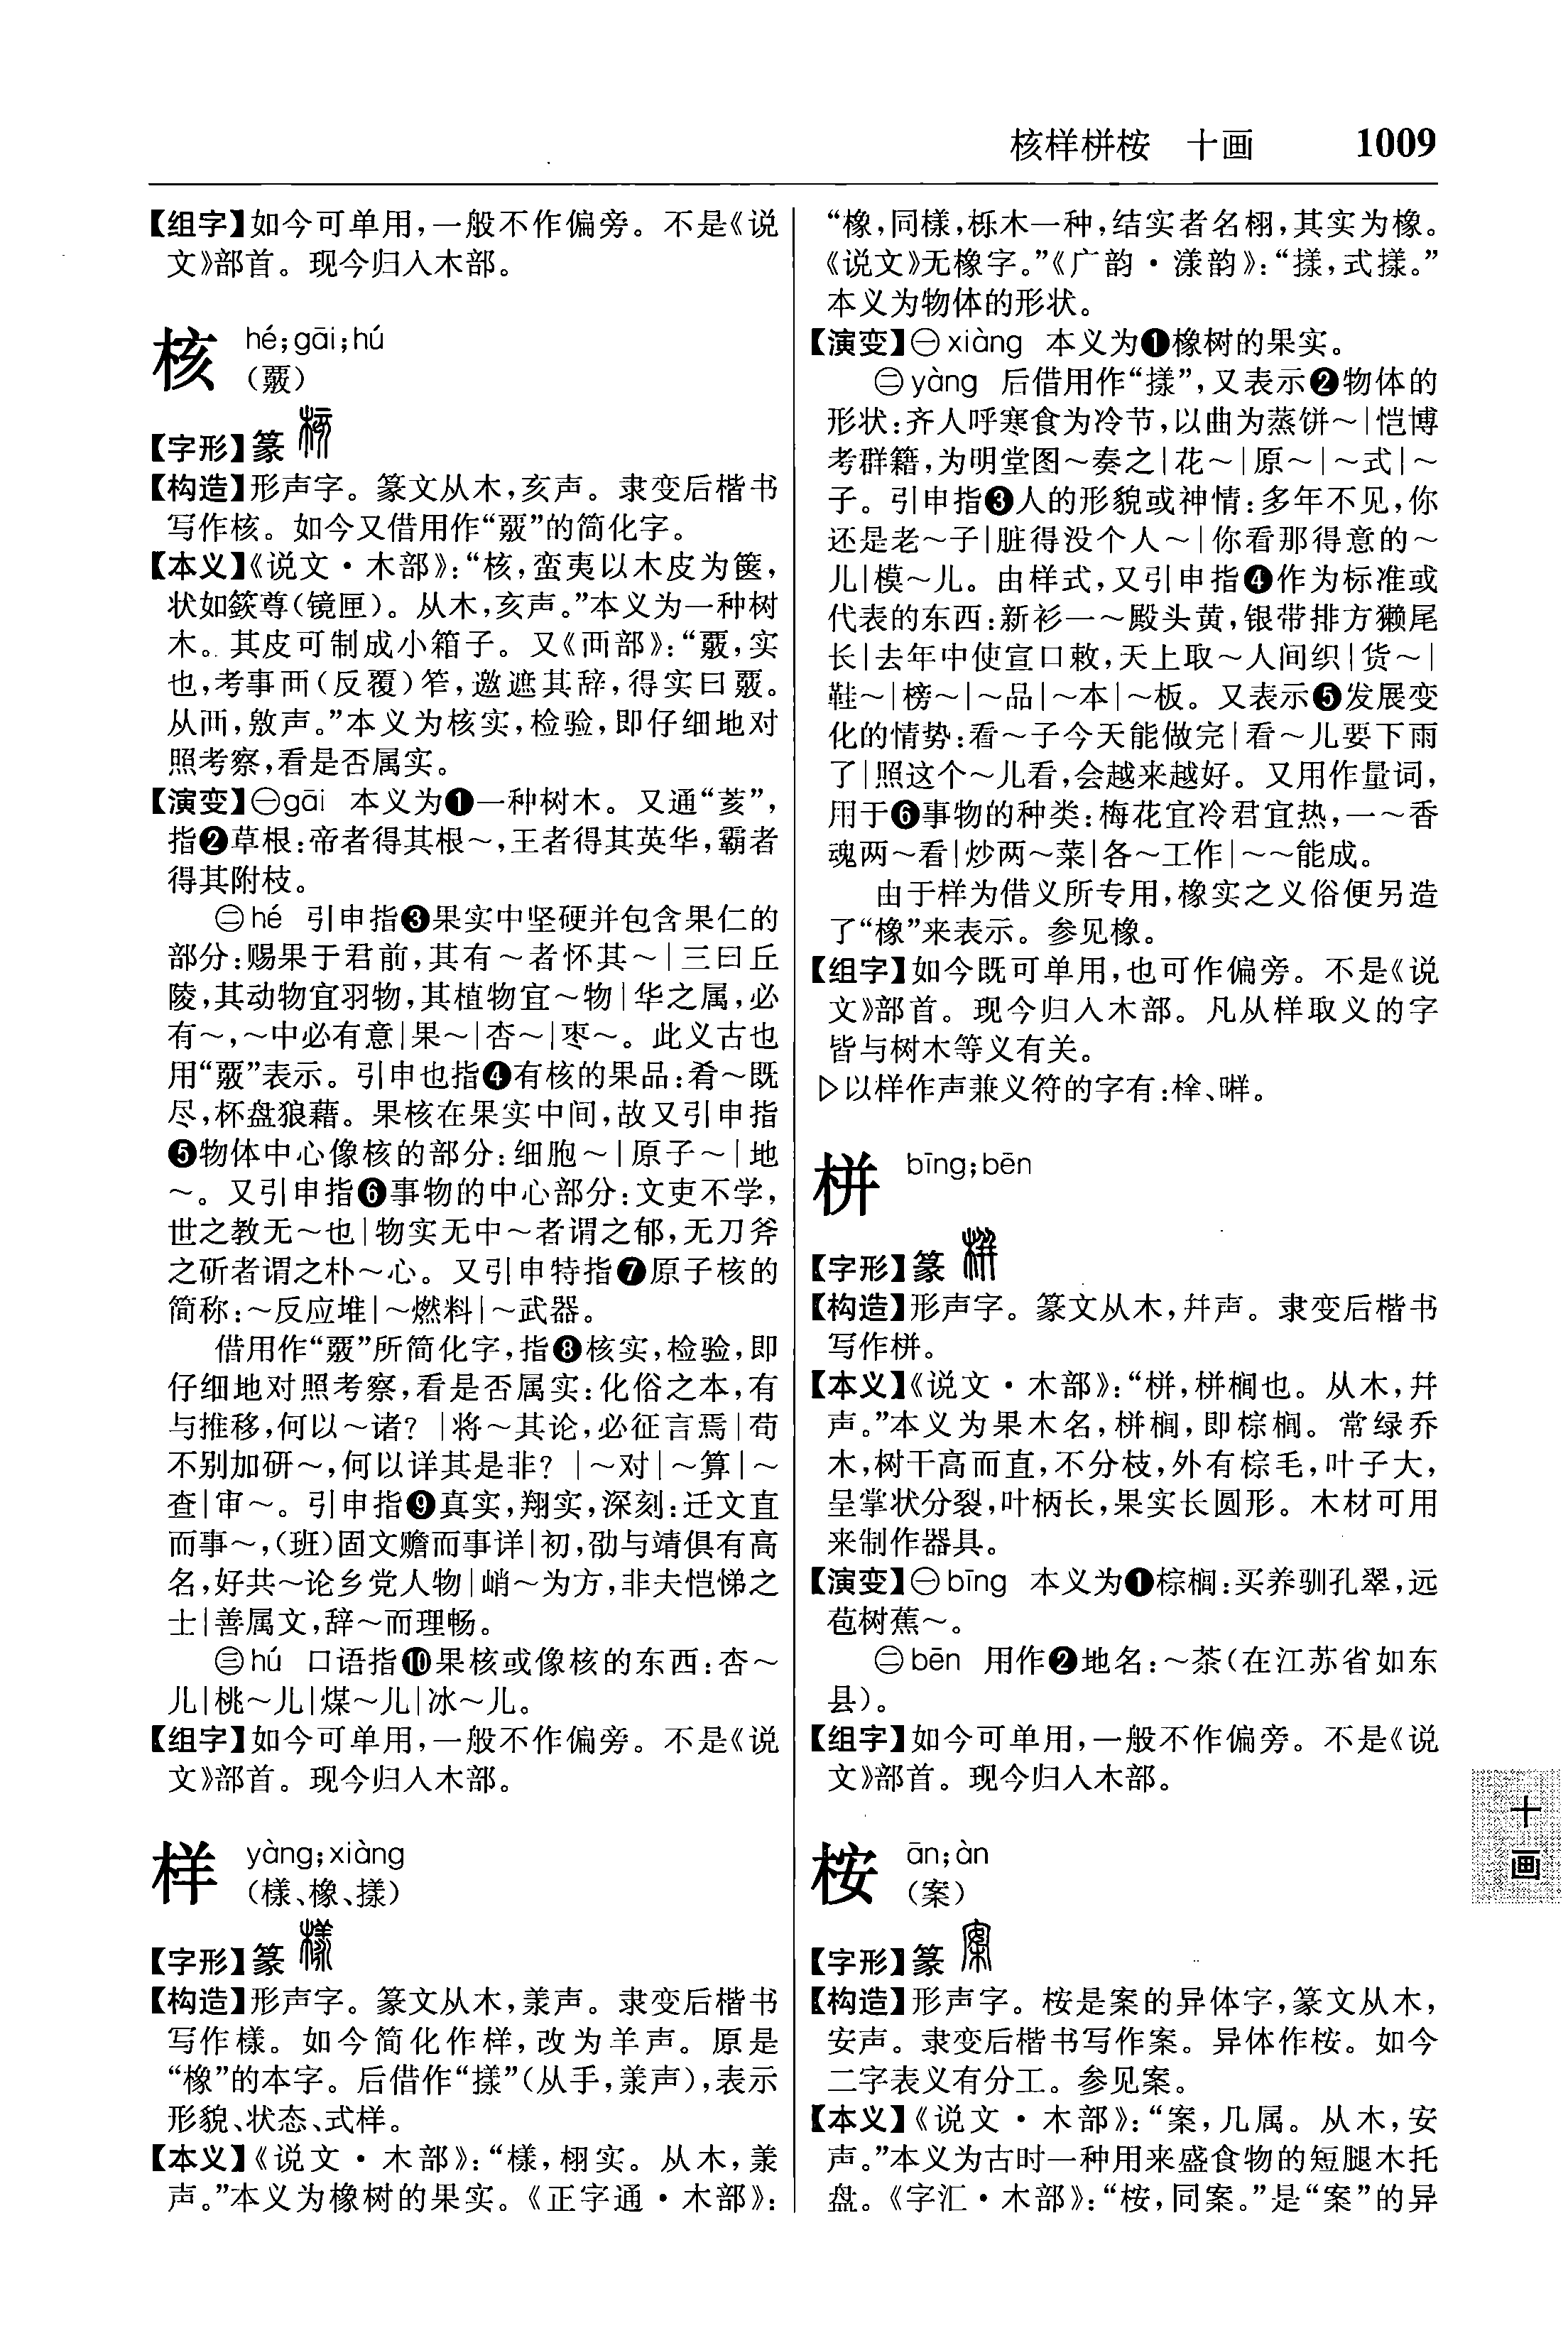 核样栟桉 十画 1009
【组字】如今可单用,一般不作偏旁。不是《说
文》部首。现今归入木部。
核 hé;gāi;hú
(覈)
【字形】篆
【构造】形声字。篆文从木,亥声。隶变后楷书
写作核。如今又借用作“覈”的简化字。
【本义】《说文·木部》:“核,蛮夷以木皮为箧,
状如籢尊(镜匣)。从木,亥声。”本义为一种树
木。其皮可制成小箱子。又《襾部》:“覈,实
也,考事襾(反覆)笮,邀遮其辞,得实曰覈。
从襾,敫声。”本义为核实,检验,即仔细地对
照考察,看是否属实。
【演变】㊀gāi 本义为❶一种树木。又通“荄”,
指❷草根:帝者得其根～,王者得其英华,霸者
得其附枝。
㊁hé 引申指❸果实中坚硬并包含果仁的
部分:赐果于君前,其有～者怀其～|三曰丘
陵,其动物宜羽物,其植物宜～物|华之属,必
有～,～中必有意|果～|杏～|枣～。此义古也
用“覈”表示。引申也指❹有核的果品:肴～既
尽,杯盘狼藉。果核在果实中间,故又引申指
❺物体中心像核的部分:细胞～|原子～|地
～。又引申指❻事物的中心部分:文吏不学,
世之教无～也|物实无中～者谓之郁,无刀斧
之斫者谓之朴～心。又引申特指❼原子核的
简称:～反应堆|～燃料|～武器。
借用作“覈”所简化字,指❽核实,检验,即
仔细地对照考察,看是否属实:化俗之本,有
与推移,何以～诸?|将～其论,必征言焉|苟
不别加研～,何以详其是非?|～对|～算|～
查|审～。引申指❾真实,翔实,深刻:迁文直
而事～,(班)固文赡而事详|初,劭与靖俱有高
名,好共～论乡党人物|峭～为方,非夫恺悌之
士|善属文,辞～而理畅。
㊂hú 口语指❿果核或像核的东西:杏～
儿|桃～儿|煤～儿|冰～儿。
【组字】如今可单用,一般不作偏旁。不是《说
文》部首。现今归入木部。
样 yàng;xiàng
(樣、橡、㨾)
【字形】篆
【构造】形声字。篆文从木,羕声。隶变后楷书
写作樣。如今简化作样,改为羊声。原是
“橡”的本字。后借作“㨾”(从手,羕声),表示
形貌、状态、式样。
【本义】《说文·木部》:“樣,栩实。从木,羕
声。”本义为橡树的果实。《正字通·木部》:
“橡,同樣,栎木一种,结实者名栩,其实为橡。
《说文》无橡字。”《广韵·漾韵》:“㨾,式㨾。”
本义为物体的形状。
【演变】㊀xiàng 本义为❶橡树的果实。
㊁yàng 后借用作“㨾”,又表示❷物体的
形状:齐人呼寒食为冷节,以曲为蒸饼～|恺博
考群籍,为明堂图～奏之|花～|原～|～式|～
子。引申指❸人的形貌或神情:多年不见,你
还是老～子|脏得没个人～|你看那得意的～
儿|模～儿。由样式,又引申指❹作为标准或
代表的东西:新衫一～殿头黄,银带排方獭尾
长|去年中使宣口敕,天上取～人间织|货～|
鞋～|榜～|～品|～本|～板。又表示❺发展变
化的情势:看～子今天能做完|看～儿要下雨
了|照这个～儿看,会越来越好。又用作量词,
用于❻事物的种类:梅花宜冷君宜热,一～香
魂两～看|炒两～菜|各～工作|～～能成。
由于样为借义所专用,橡实之义俗便另造
了“橡”来表示。参见橡。
【组字】如今既可单用,也可作偏旁。不是《说
文》部首。现今归入木部。凡从样取义的字
皆与树木等义有关。
▷以样作声兼义符的字有:㭐、㗾。
栟 bīng;bēn
【字形】篆
【构造】形声字。篆文从木,幷声。隶变后楷书
写作栟。
【本义】《说文·木部》:“栟,栟榈也。从木,幷
声。”本义为果木名,栟榈,即棕榈。常绿乔
木,树干高而直,不分枝,外有棕毛,叶子大,
呈掌状分裂,叶柄长,果实长圆形。木材可用
来制作器具。
【演变】㊀bīng 本义为❶棕榈:买养驯孔翠,远
苞树蕉～。
㊁bēn 用作❷地名:～茶(在江苏省如东
县)。
【组字】如今可单用,一般不作偏旁。不是《说
文》部首。现今归入木部。
桉 ān;àn
(案)
【字形】篆
【构造】形声字。桉是案的异体字,篆文从木,
安声。隶变后楷书写作案。异体作桉。如今
二字表义有分工。参见案。
【本义】《说文·木部》:“案,几属。从木,安
声。”本义为古时一种用来盛食物的短腿木托
盘。《字汇·木部》:“桉,同案。”是“案”的异
十画